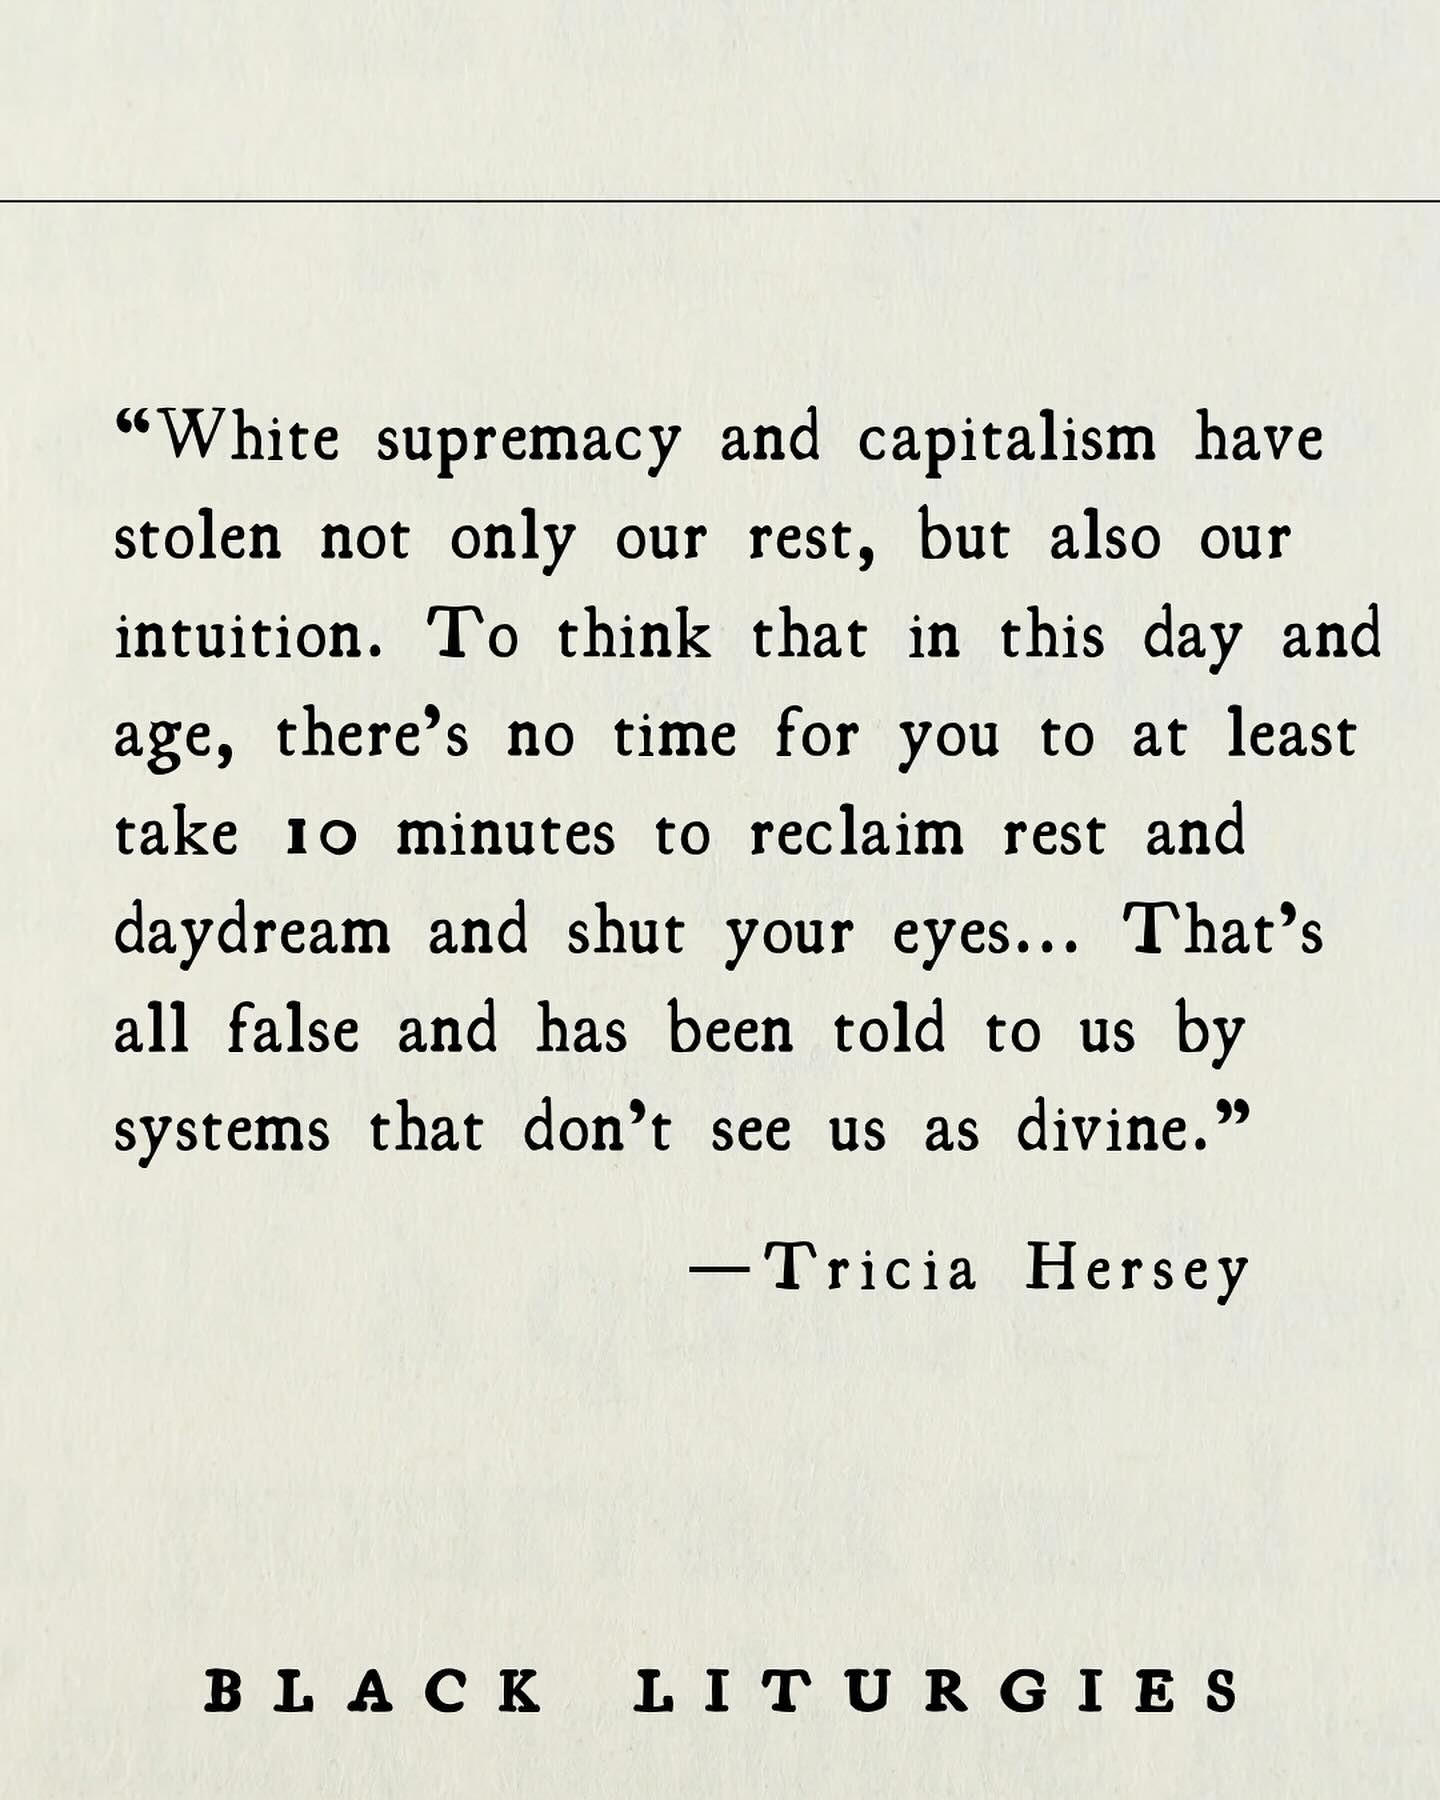 “White supremacy and capitalism have
stolen not only our rest, but also our
intuition. To think that in this day and
age, there’s no time for you to at least
take 10 minutes to reclaim rest and
daydream and shut your eyes... That’s
all false and has been told to us by
systems that don’t see us as divine.”
—Tricia Hersey
BLACK LITURGIES